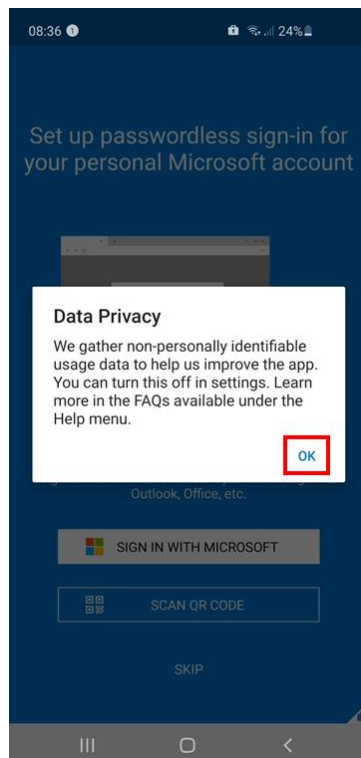 08:36 1 24%
Set up passwordless sign-in for
your personal Microsoft account
Data Privacy
We gather non-personally identifiable
usage data to help us improve the app.
You can turn this off in settings. Learn
more in the FAQs available under the
Help menu.
OK
Outlook, Office, etc.
SIGN IN WITH MICROSOFT
SCAN QR CODE
SKIP